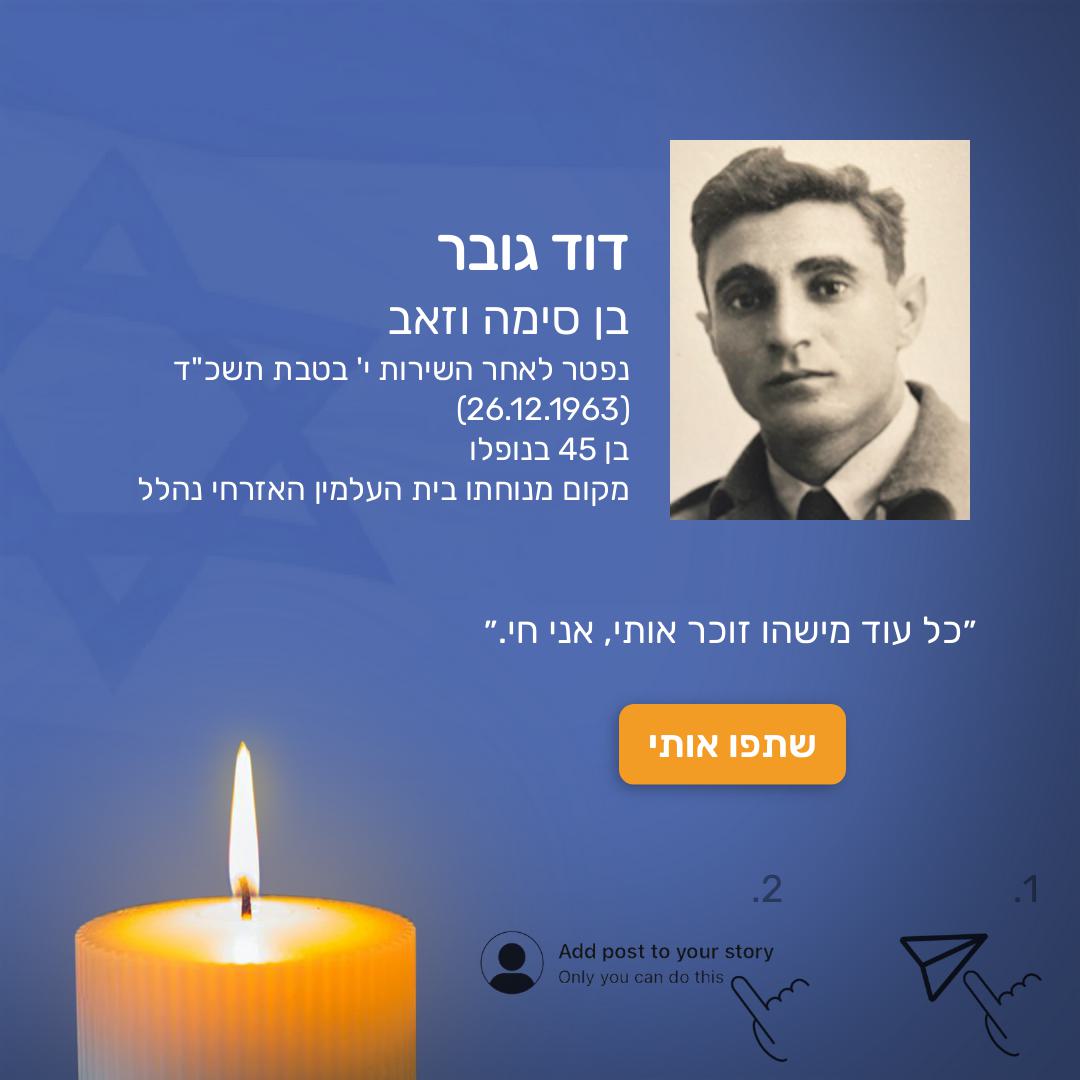 דוד גובר
בן סימה וזאב
נפטר לאחר השירות י' בטבת תשכ"ד
(26.12.1963)
בן 45 בנופלו
מקום מנוחתו בית העלמין האזרחי נהלל
״כל עוד מישהו זוכר אותי, אני חי.״
שתפו אותי
1.
2.
Add post to your story
Only you can do this